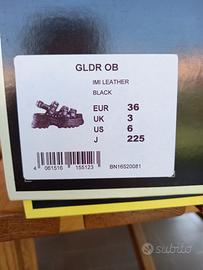 GLDR OB
IMI LEATHER
BLACK
EUR 36
UK 3
US 6
J 225
4 061516 155123 BN16520081
subito